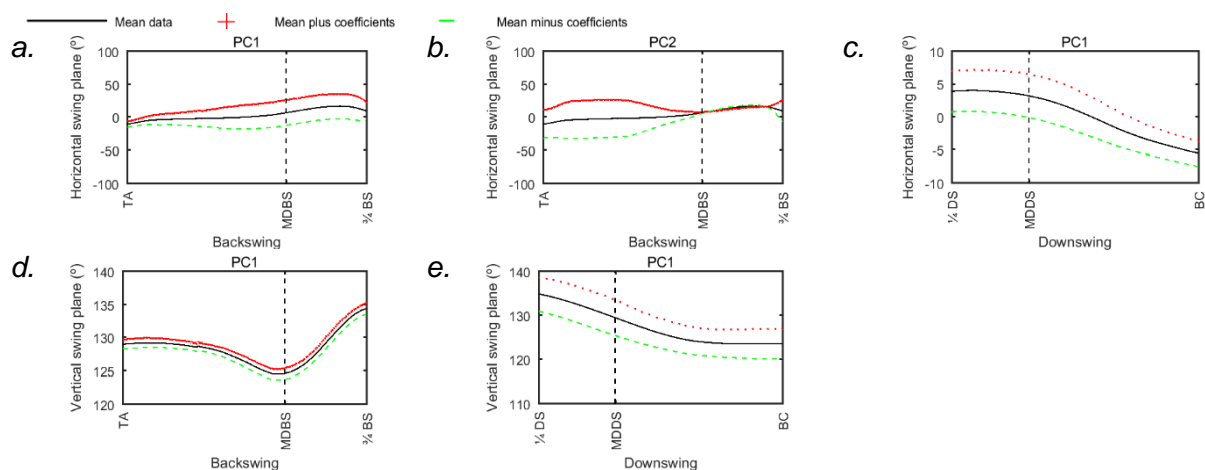 Mean data Mean plus coefficients Mean minus coefficients
a.
PC1
Horizontal swing plane (°)
100
50
0
-50
-100
TA
MDBS
¾ BS
Backswing
b.
PC2
Horizontal swing plane (°)
100
50
0
-50
-100
TA
MDBS
¾ BS
Backswing
c.
PC1
Horizontal swing plane (°)
10
5
0
-5
-10
¼ DS
MDDS
BC
Downswing
d.
PC1
Vertical swing plane (°)
140
135
130
125
120
TA
MDBS
¾ BS
Backswing
e.
PC1
Vertical swing plane (°)
140
130
120
110
¼ DS
MDDS
BC
Downswing